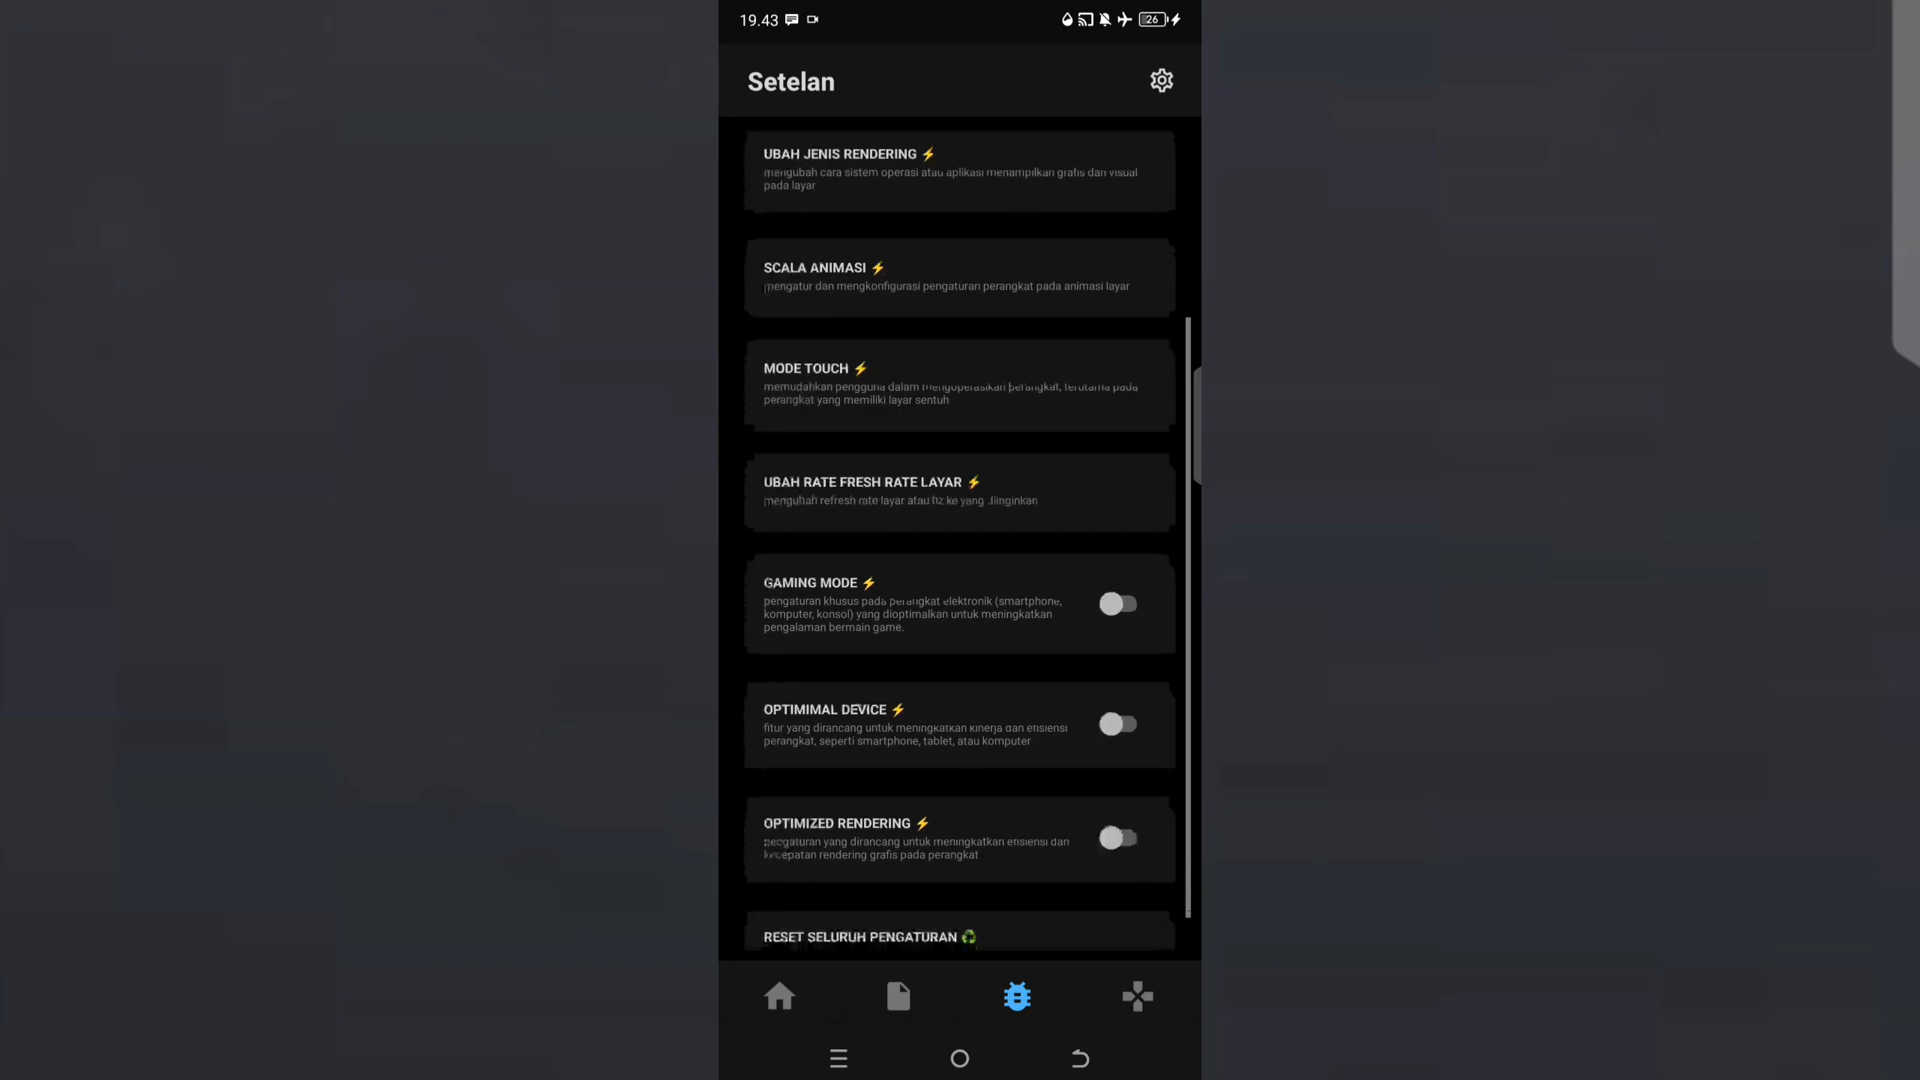 19.43
26
Setelan
UBAH JENIS RENDERING ⚡
mengubah cara sistem operasi atau aplikasi menampilkan grafis dan visual
pada layar
SCALA ANIMASI ⚡
mengatur dan mengkonfigurasi pengaturan perangkat pada animasi layar
MODE TOUCH ⚡
memudahkan pengguna dalam mengoperasikan perangkat, terutama pada
perangkat yang memiliki layar sentuh
UBAH RATE FRESH RATE LAYAR ⚡
mengubah refresh rate layar atau hz ke yang diinginkan
GAMING MODE ⚡
pengaturan khusus pada perangkat elektronik (smartphone,
komputer, konsol) yang dioptimalkan untuk meningkatkan
pengalaman bermain game.
OPTIMIMAL DEVICE ⚡
fitur yang dirancang untuk meningkatkan kinerja dan efisiensi
perangkat, seperti smartphone, tablet, atau komputer
OPTIMIZED RENDERING ⚡
pengaturan yang dirancang untuk meningkatkan efisiensi dan
kecepatan rendering grafis pada perangkat
RESET SELURUH PENGATURAN ♻